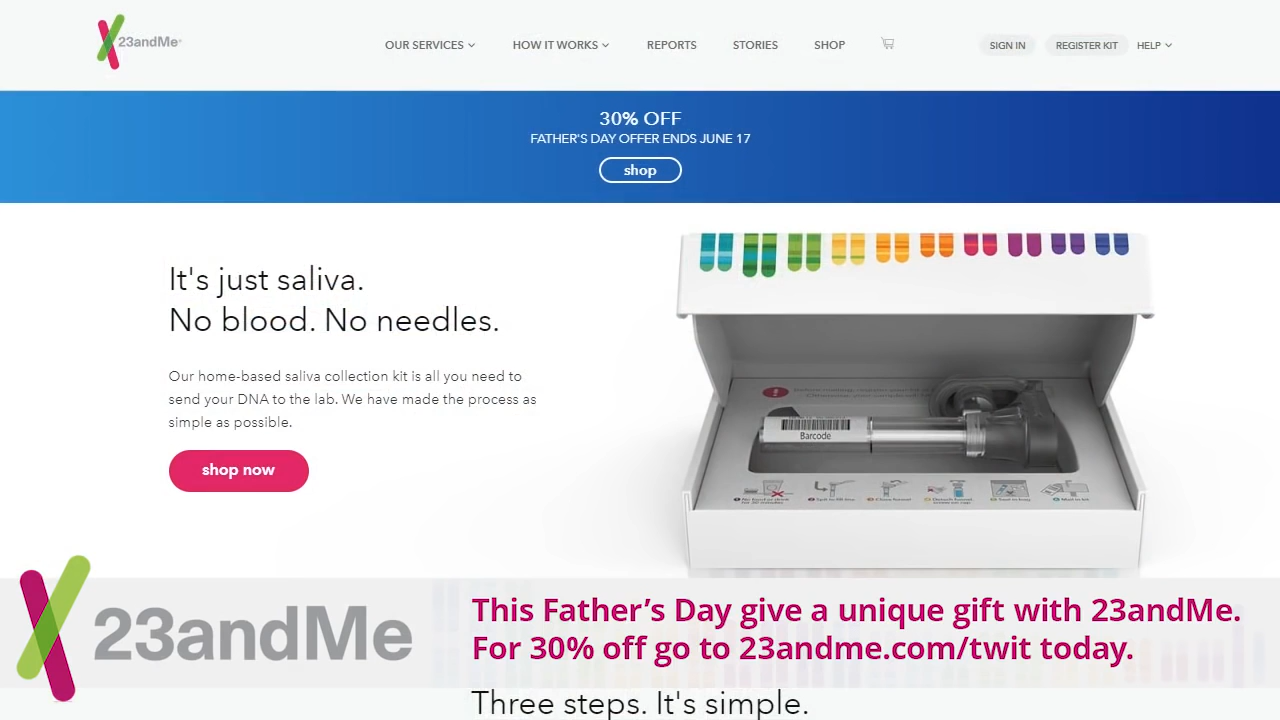 23andMe
OUR SERVICES
HOW IT WORKS
REPORTS
STORIES
SHOP
SIGN IN
REGISTER KIT
HELP
30% OFF
FATHER'S DAY OFFER ENDS JUNE 17
shop
It's just saliva.
No blood. No needles.
Our home-based saliva collection kit is all you need to
send your DNA to the lab. We have made the process as
simple as possible.
shop now
Barcode
23andMe
This Father’s Day give a unique gift with 23andMe.
For 30% off go to 23andme.com/twit today.
Three steps. It's simple.